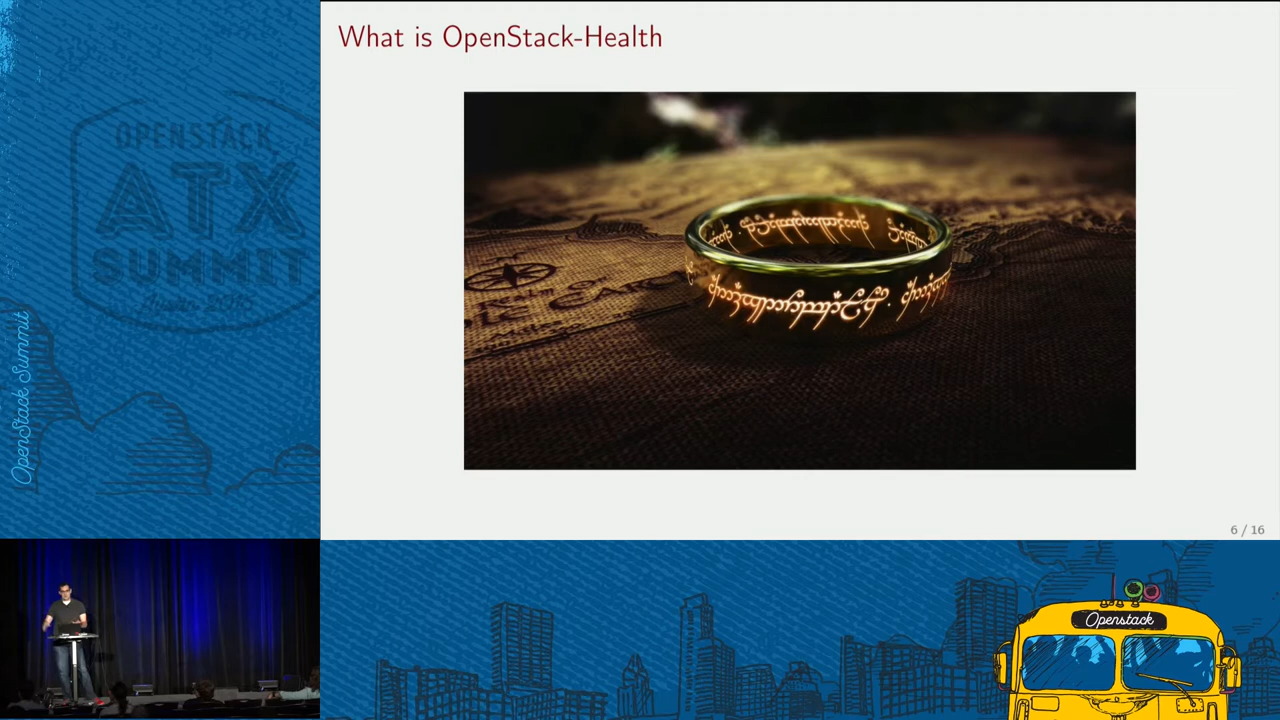 What is OpenStack-Health
OPENSTACK
ATX
SUMMIT
OpenStack Summit
6 / 16
Openstack